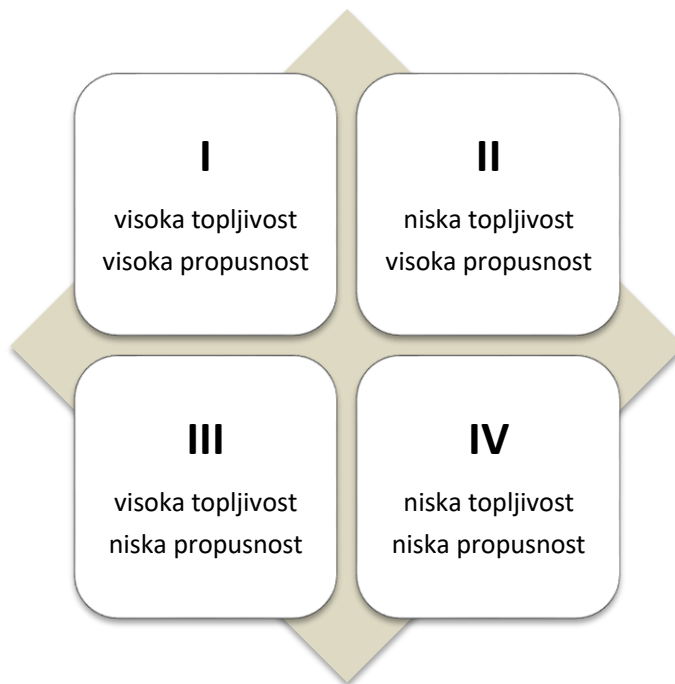 I
visoka topljivost
visoka propusnost
II
niska topljivost
visoka propusnost
III
visoka topljivost
niska propusnost
IV
niska topljivost
niska propusnost